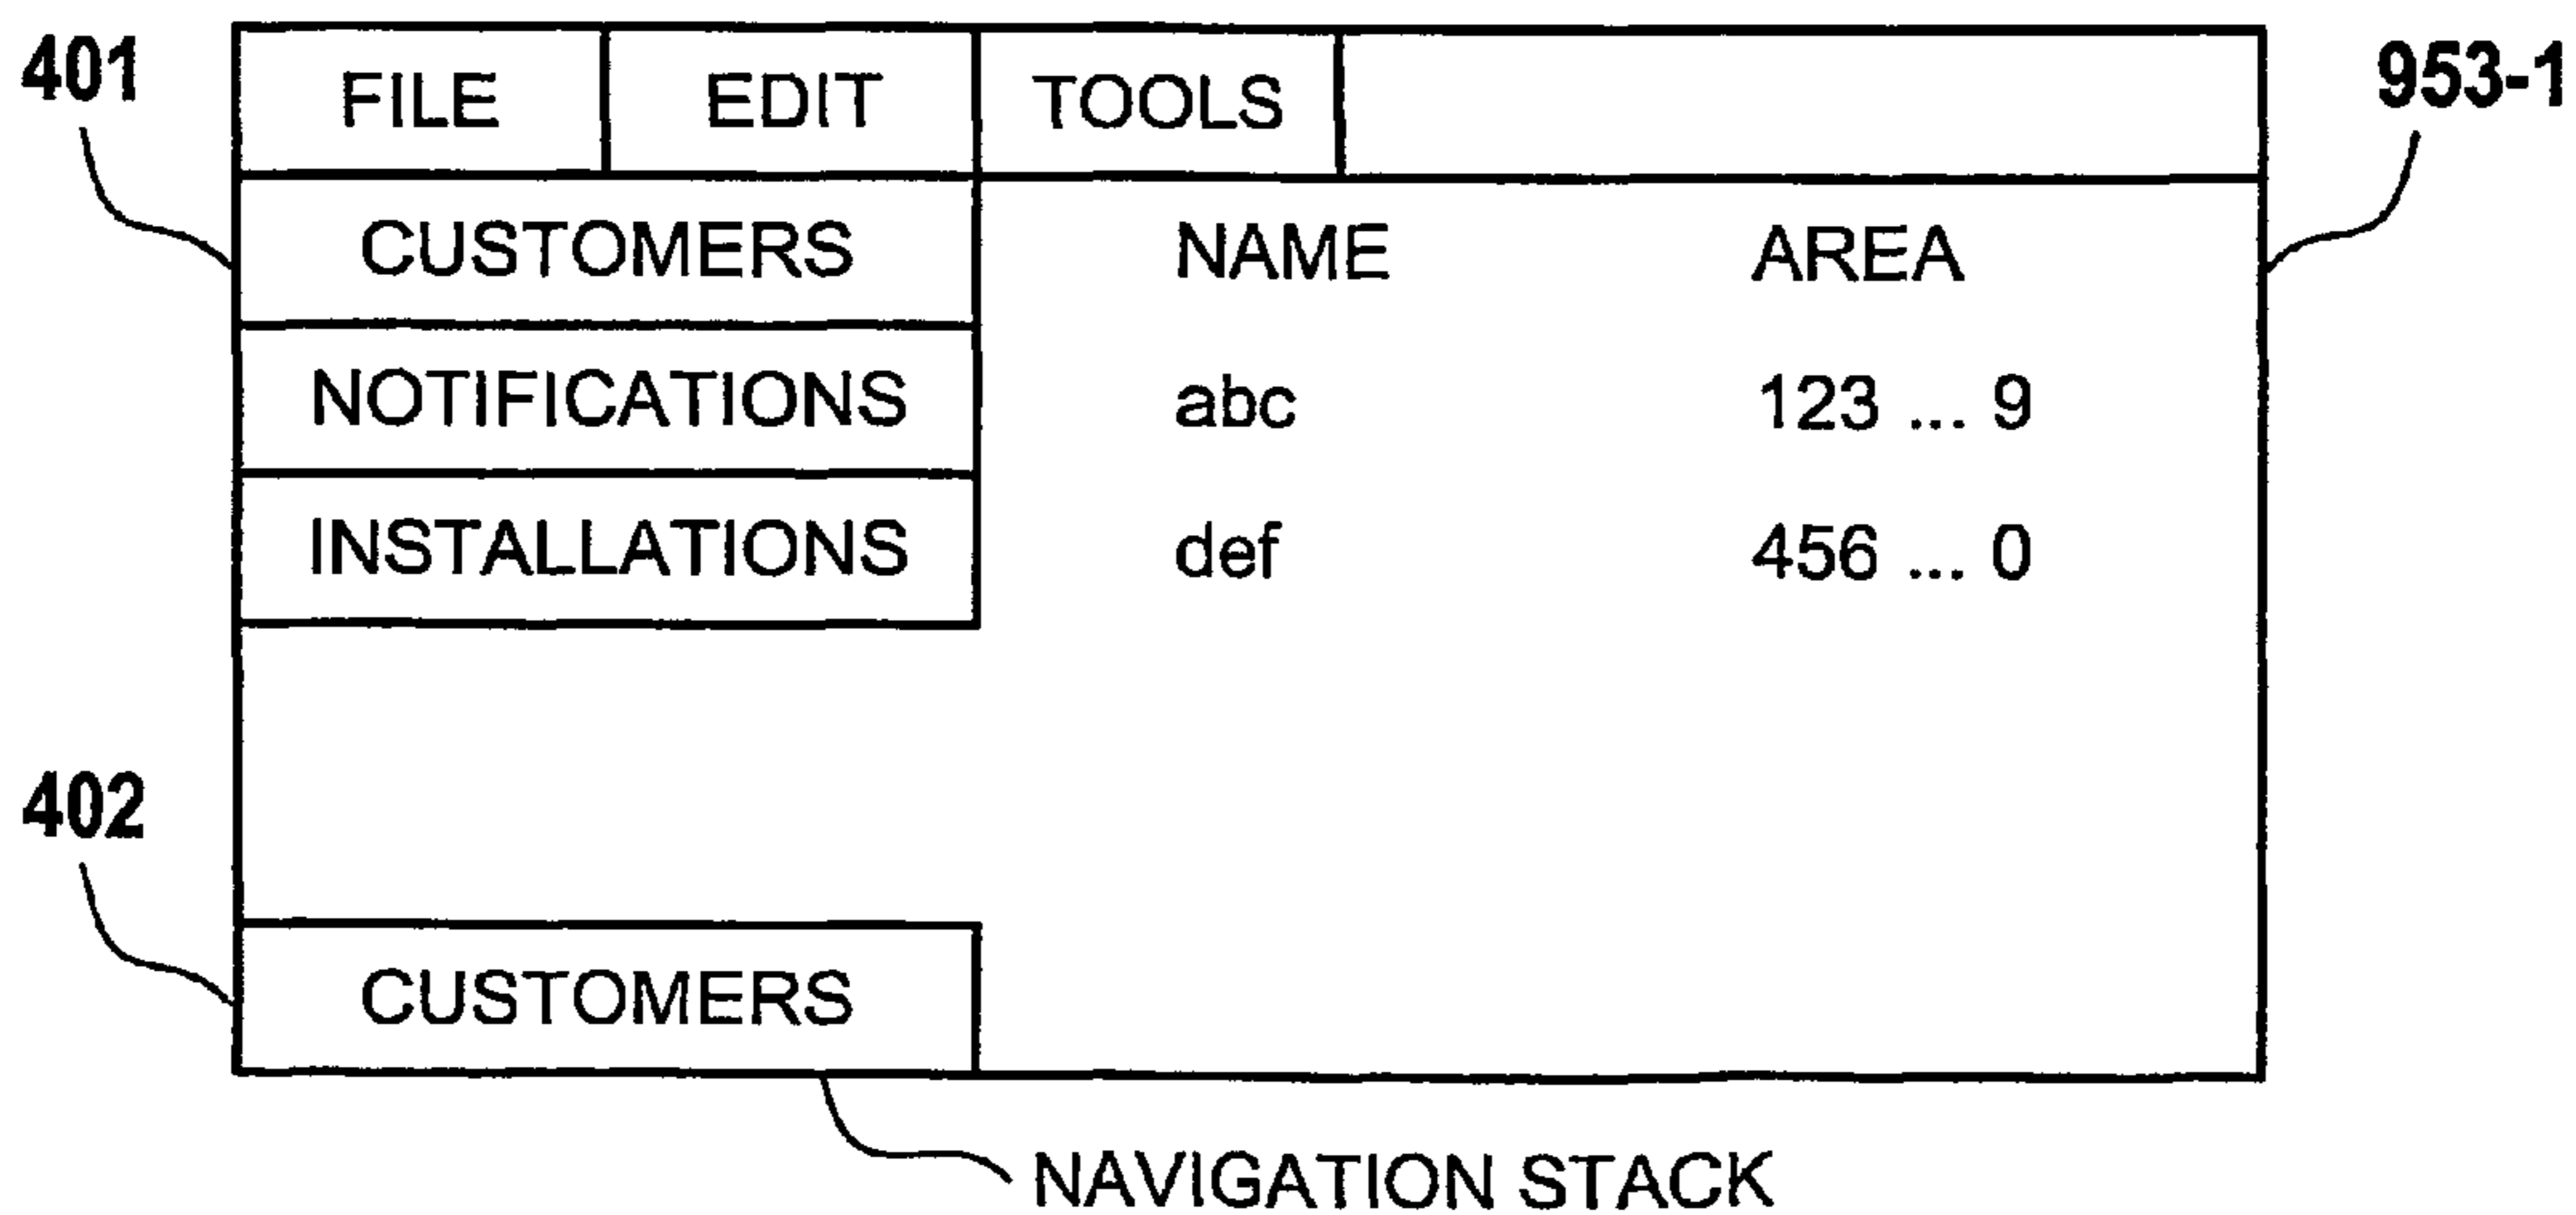 401 FILE EDIT TOOLS 953-1
CUSTOMERS NAME AREA
NOTIFICATIONS abc 123 ... 9
INSTALLATIONS def 456 ... 0
402
CUSTOMERS
NAVIGATION STACK